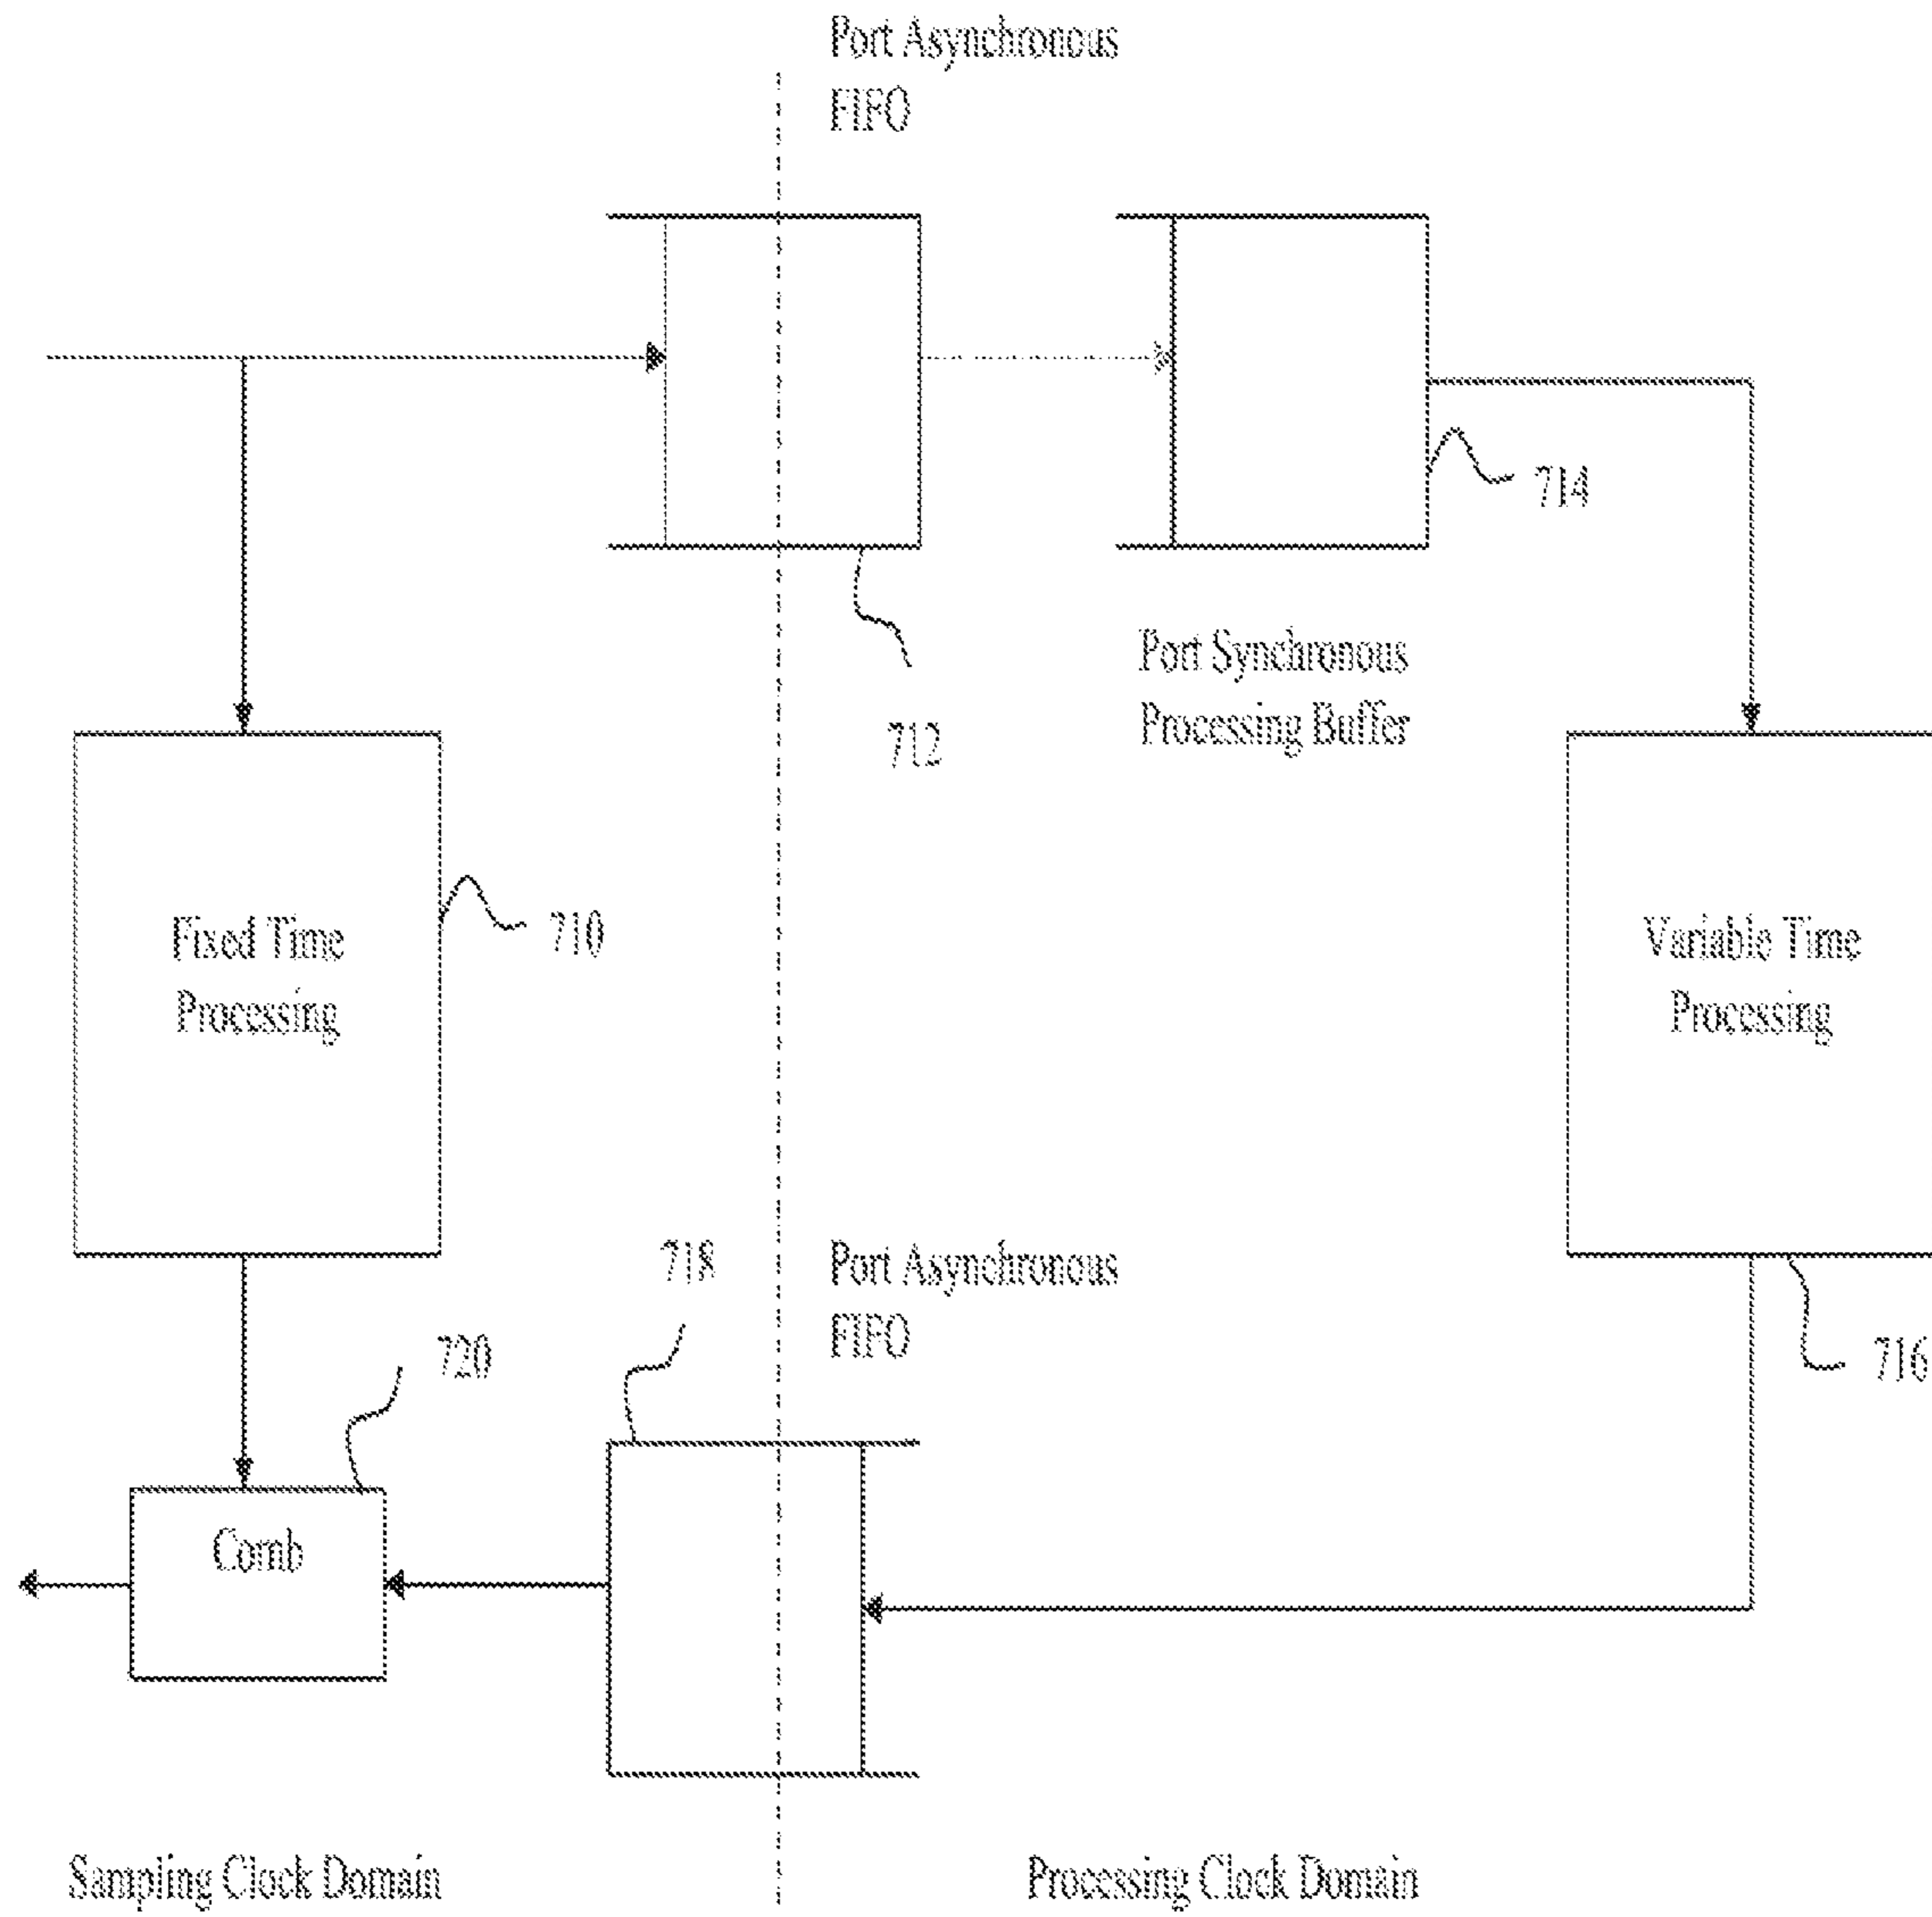 Port Asynchronous
FIFO
714
Port Synchronous
Processing Buffer
712
Fixed Time
Processing
710
Variable Time
Processing
718
Port Asynchronous
FIFO
720
716
Comb
Sampling Clock Domain
Processing Clock Domain